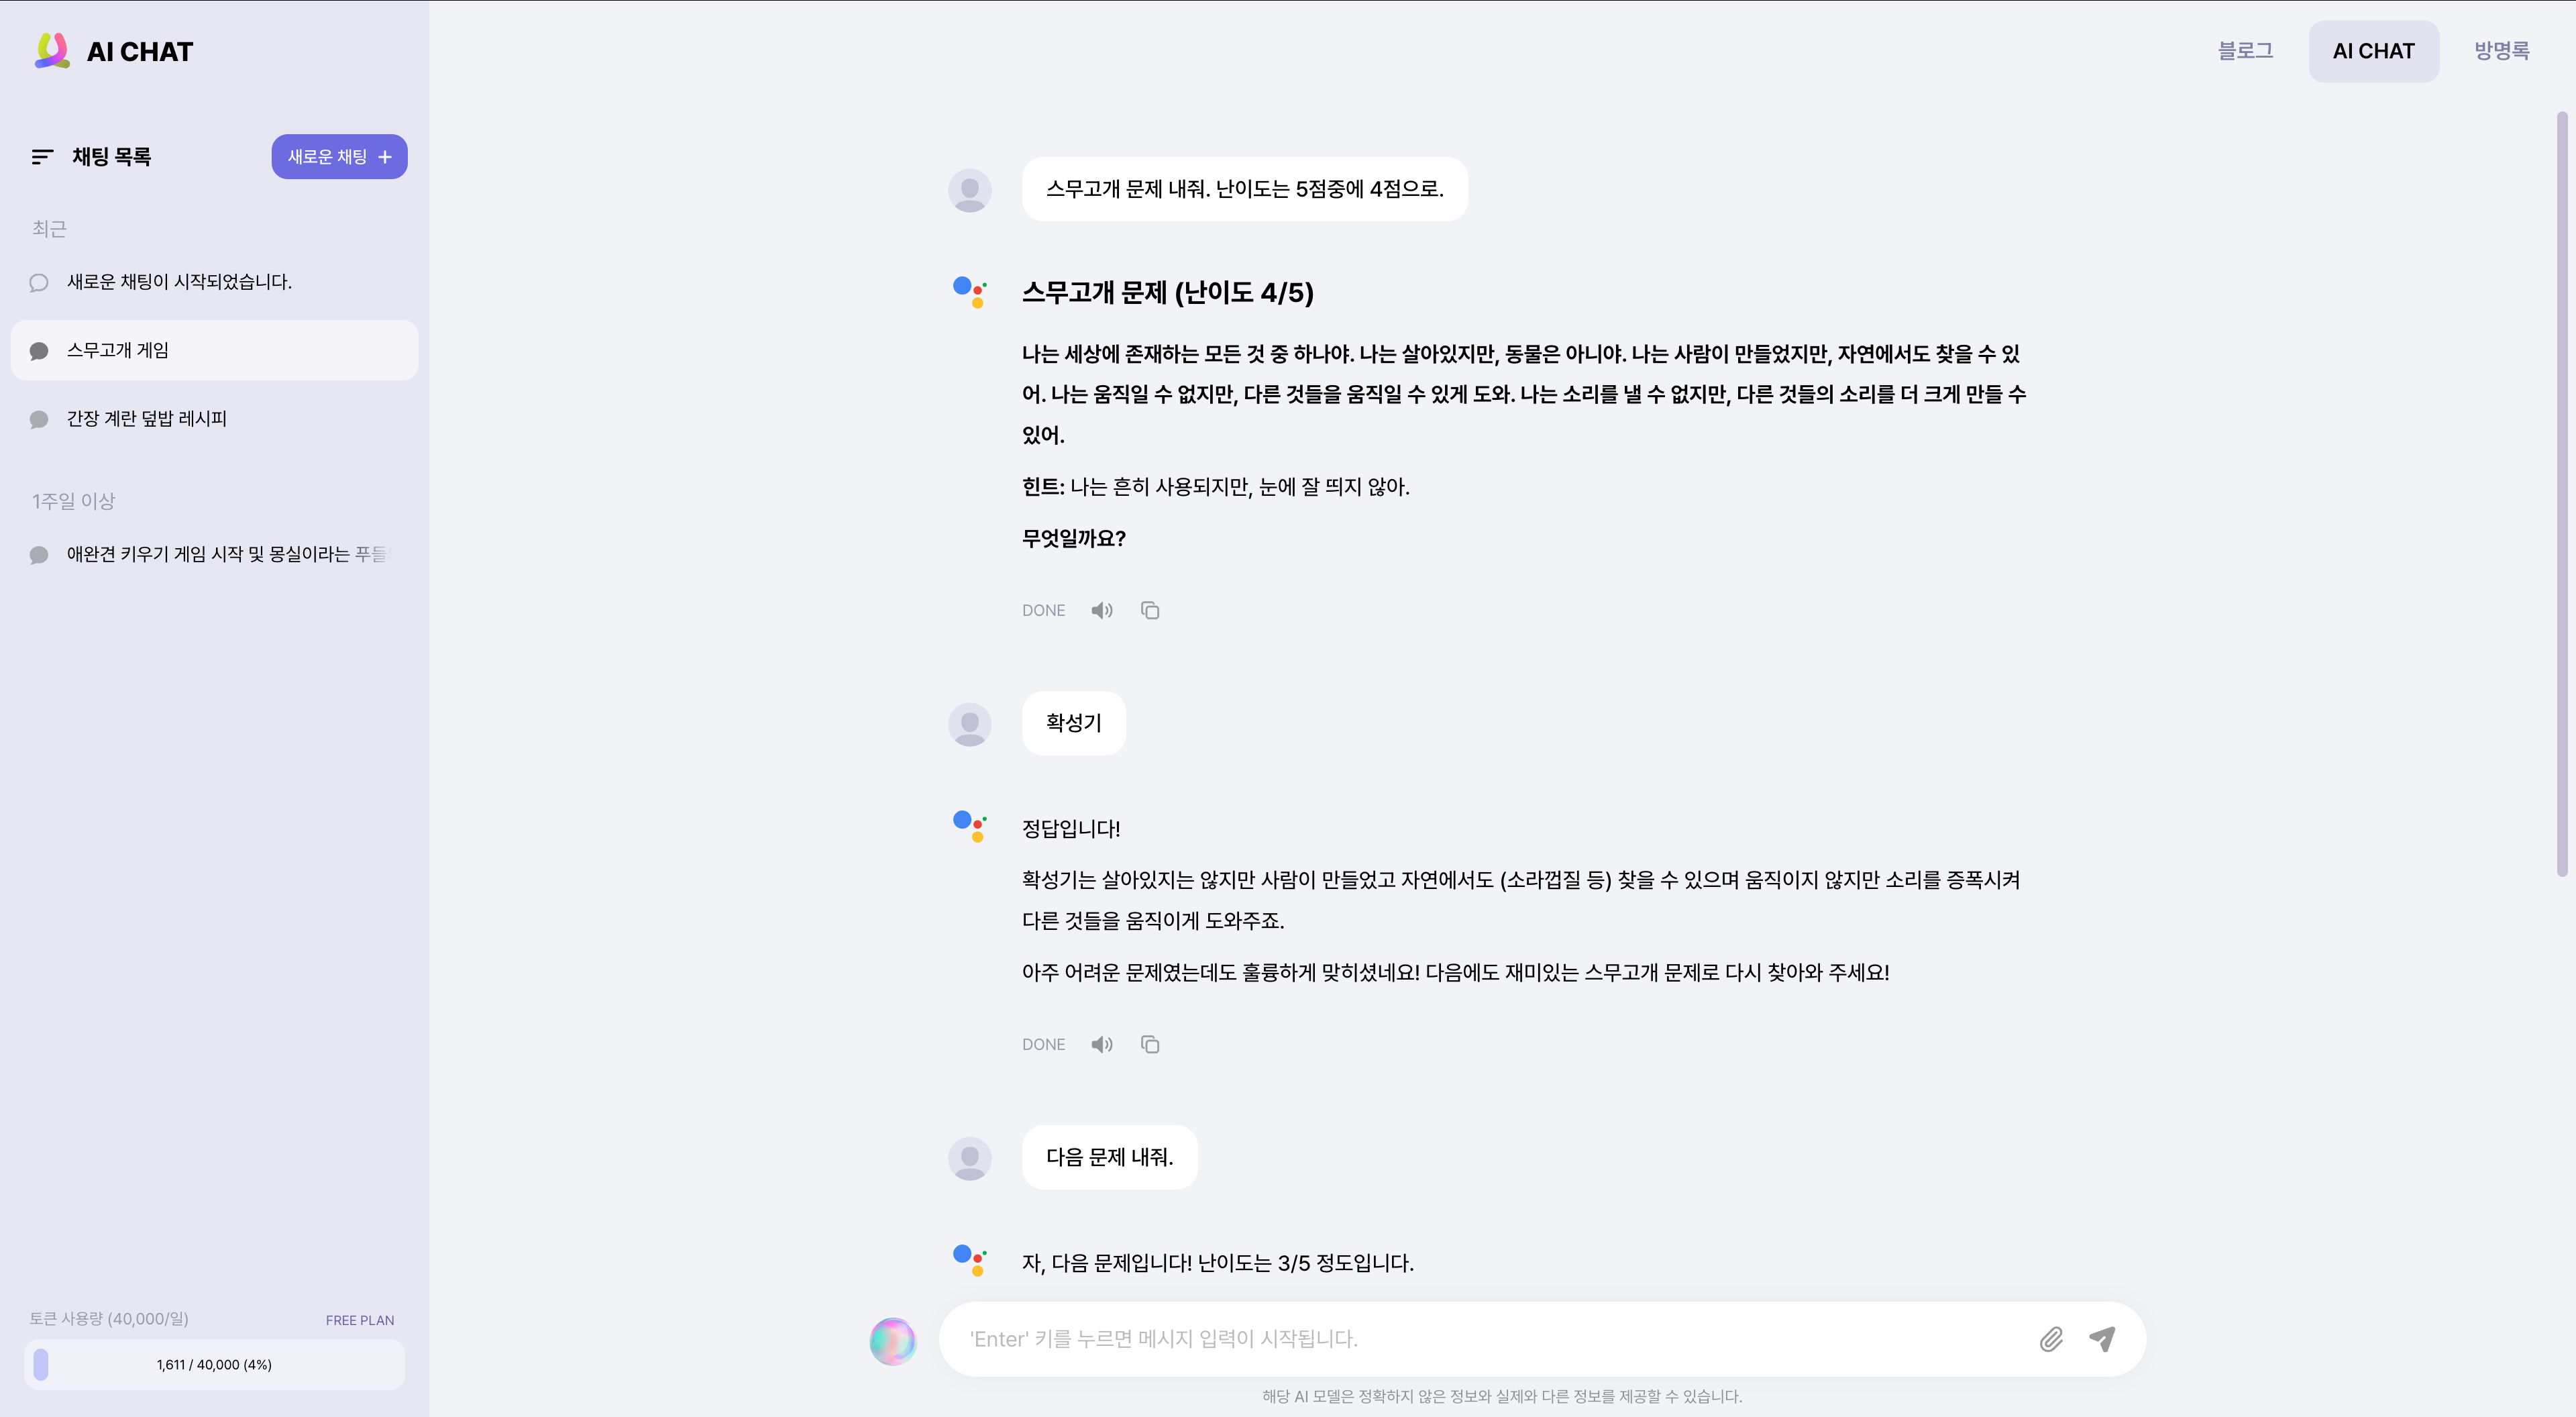 AI CHAT
블로그
AI CHAT
방명록
채팅 목록
새로운 채팅 +
최근
새로운 채팅이 시작되었습니다.
스무고개 게임
간장 계란 덮밥 레시피
1주일 이상
애완견 키우기 게임 시작 및 몽실이라는 푸들
토큰 사용량 (40,000/일)
FREE PLAN
1,611 / 40,000 (4%)
스무고개 문제 내줘. 난이도는 5점중에 4점으로.
스무고개 문제 (난이도 4/5)
나는 세상에 존재하는 모든 것 중 하나야. 나는 살아있지만, 동물은 아니야. 나는 사람이 만들었지만, 자연에서도 찾을 수 있
어. 나는 움직일 수 없지만, 다른 것들을 움직일 수 있게 도와. 나는 소리를 낼 수 없지만, 다른 것들의 소리를 더 크게 만들 수
있어.
힌트: 나는 흔히 사용되지만, 눈에 잘 띄지 않아.
무엇일까요?
DONE
확성기
정답입니다!
확성기는 살아있지는 않지만 사람이 만들었고 자연에서도 (소라껍질 등) 찾을 수 있으며 움직이지 않지만 소리를 증폭시켜
다른 것들을 움직이게 도와주죠.
아주 어려운 문제였는데도 훌륭하게 맞히셨네요! 다음에도 재미있는 스무고개 문제로 다시 찾아와 주세요!
DONE
다음 문제 내줘.
자, 다음 문제입니다! 난이도는 3/5 정도입니다.
'Enter' 키를 누르면 메시지 입력이 시작됩니다.
해당 AI 모델은 정확하지 않은 정보와 실제와 다른 정보를 제공할 수 있습니다.